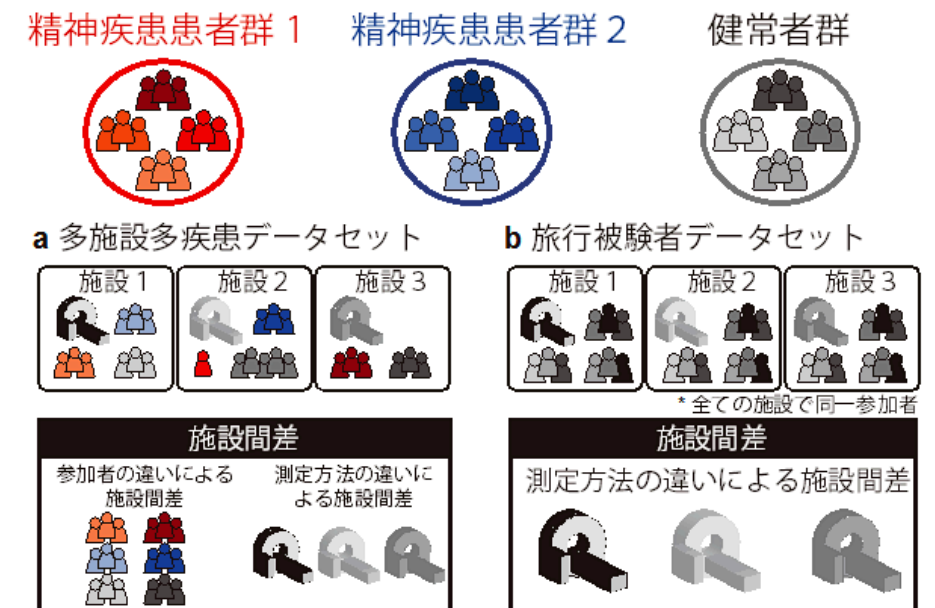 精神疾患患者群 1
精神疾患患者群 2
健常者群
a 多施設多疾患データセット
施設 1
施設 2
施設 3
施設間差
参加者の違いによる
施設間差
測定方法の違いに
よる施設間差
b 旅行被験者データセット
施設 1
施設 2
施設 3
* 全ての施設で同一参加者
施設間差
測定方法の違いによる施設間差